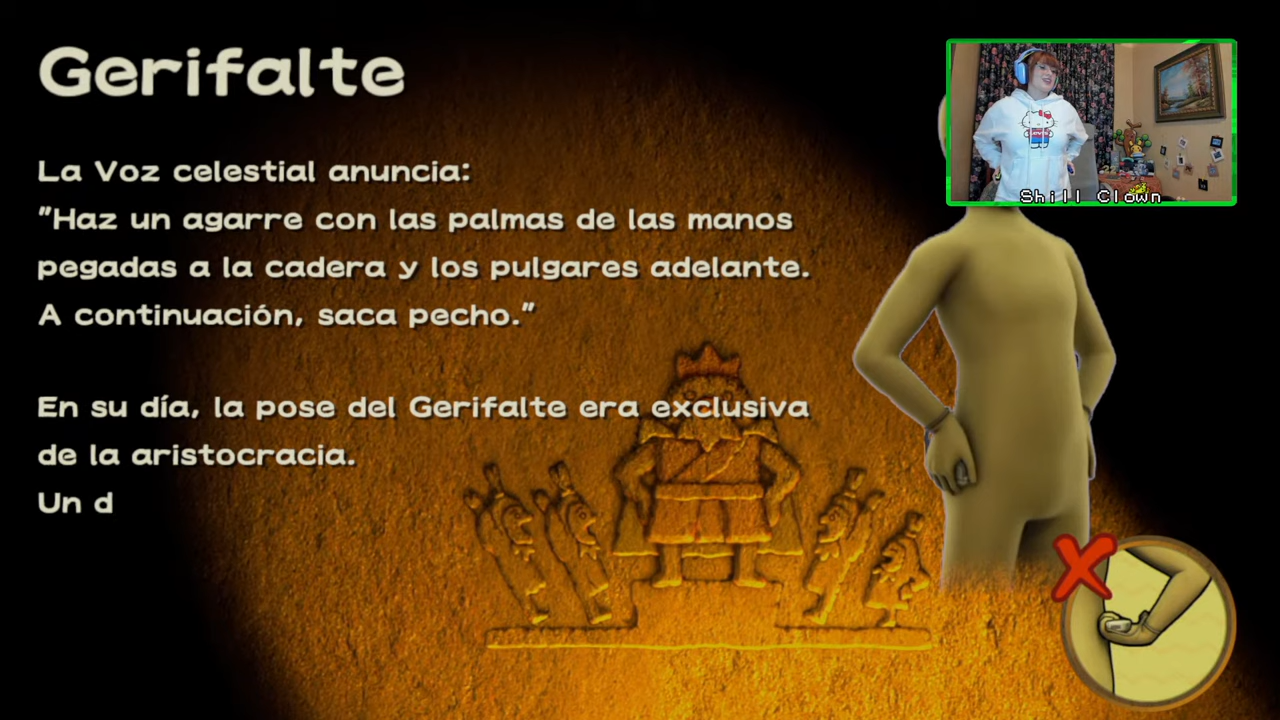 Gerifalte
Shill Clown
La Voz celestial anuncia:
"Haz un agarre con las palmas de las manos
pegadas a la cadera y los pulgares adelante.
A continuación, saca pecho."
En su día, la pose del Gerifalte era exclusiva
de la aristocracia.
Un d